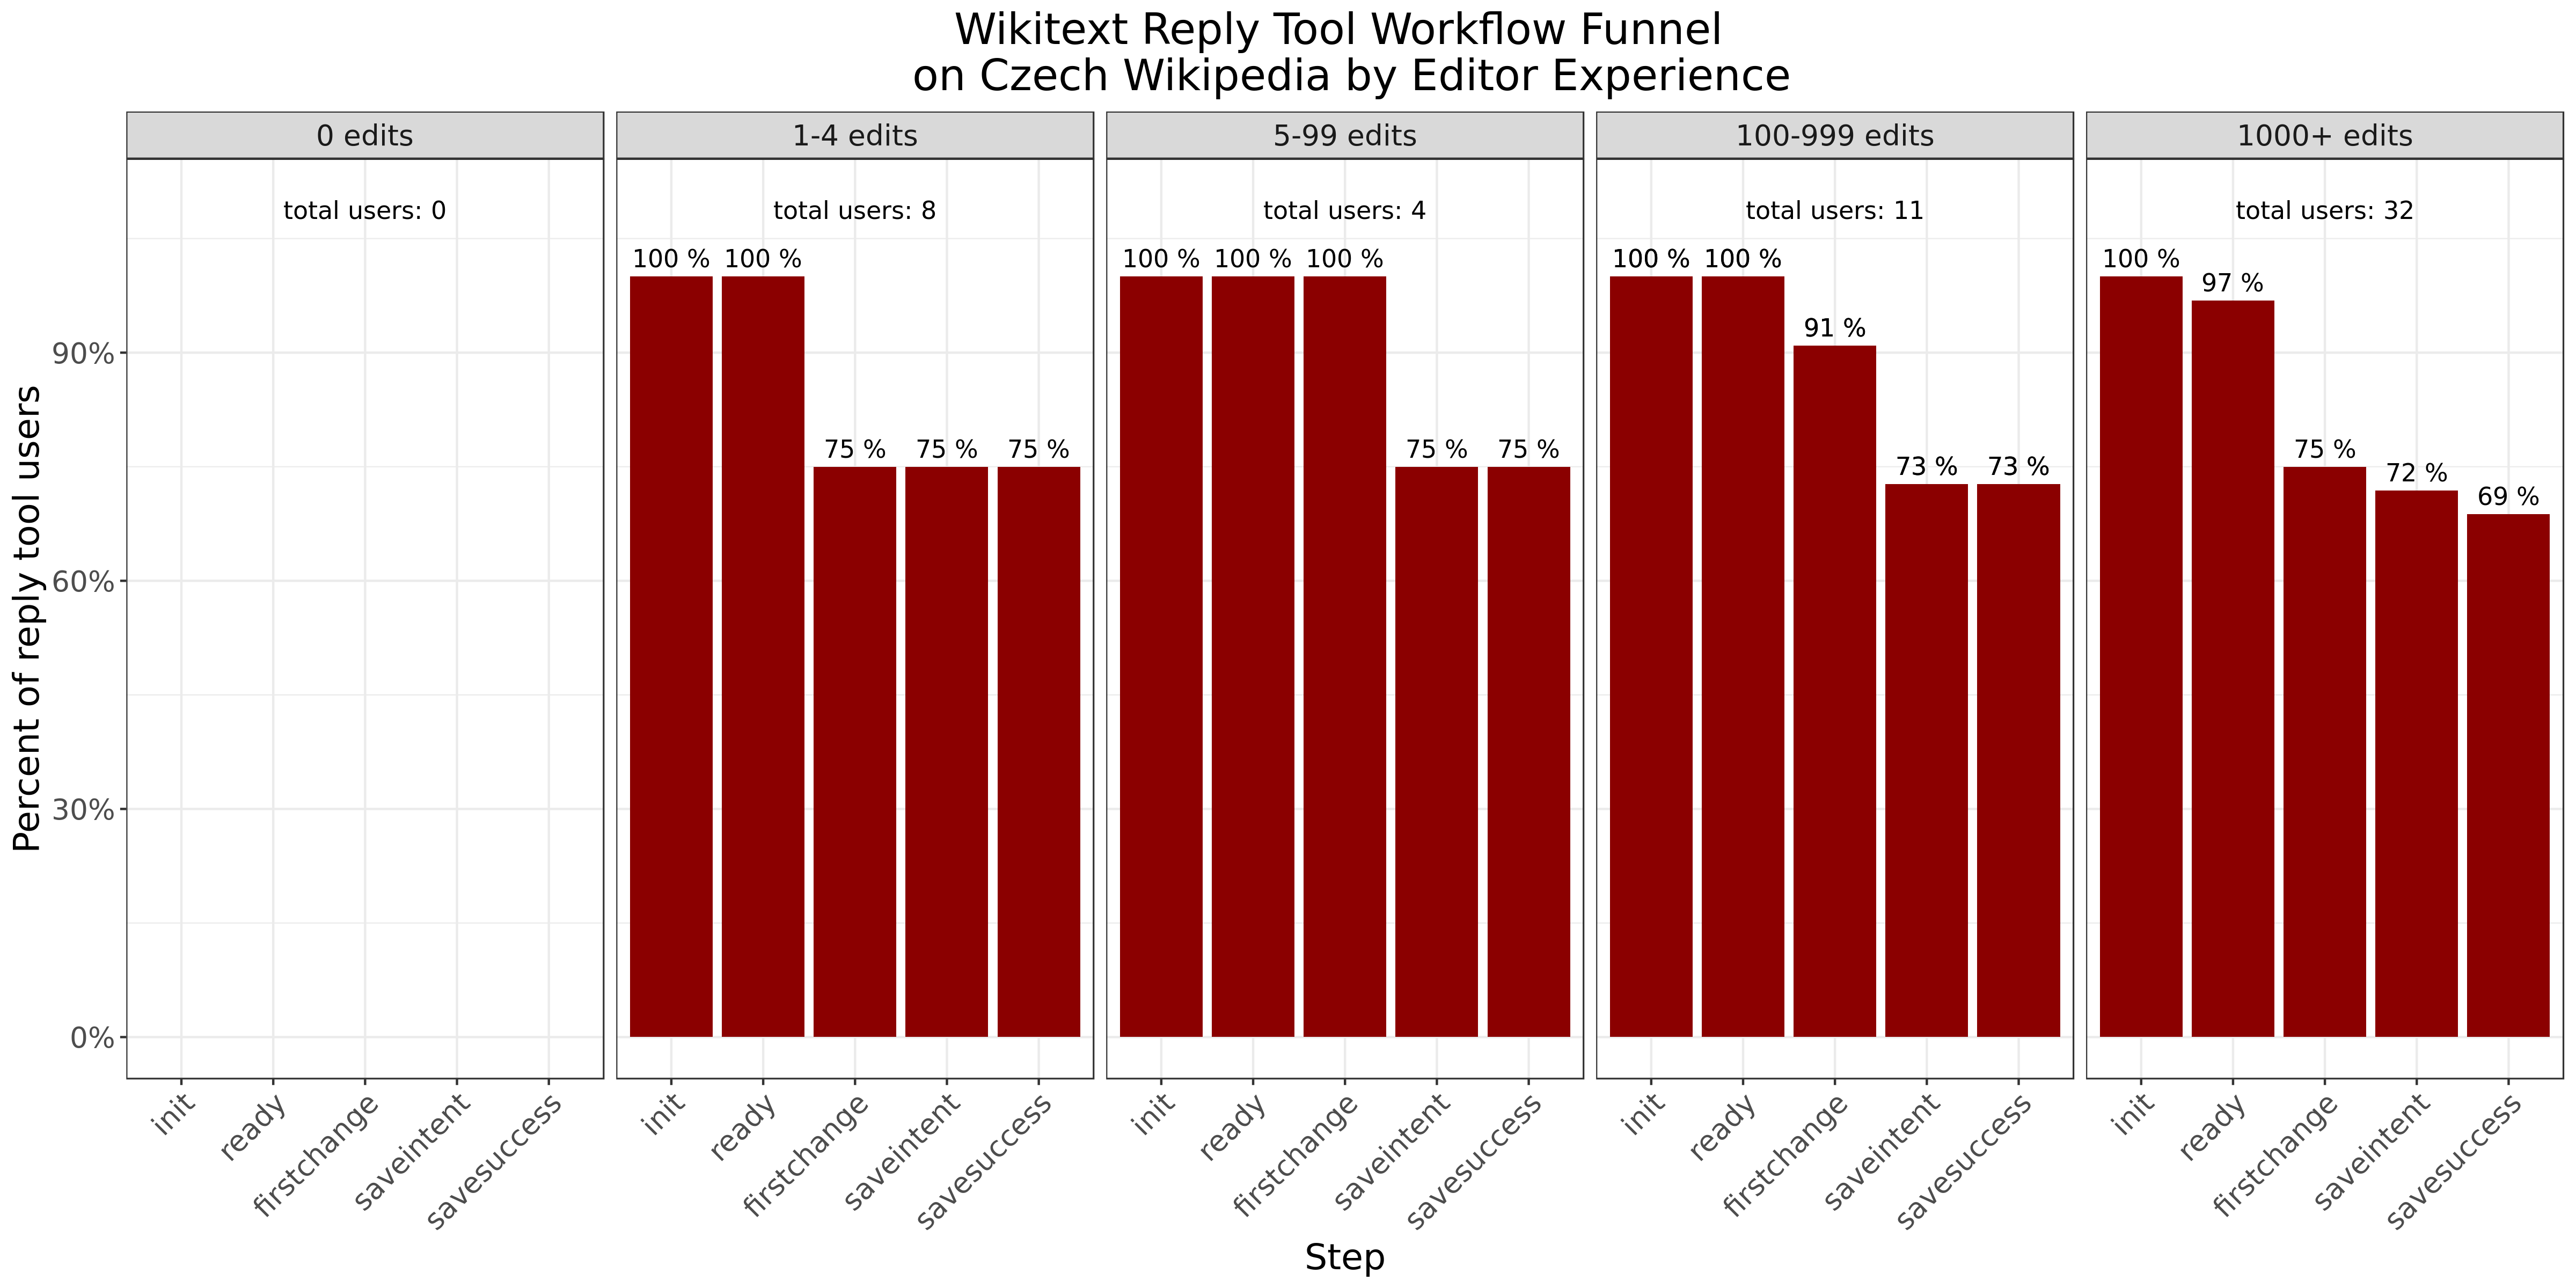 Wikitext Reply Tool Workflow Funnel
on Czech Wikipedia by Editor Experience
0 edits
1-4 edits
5-99 edits
100-999 edits
1000+ edits
total users: 0
total users: 8
total users: 4
total users: 11
total users: 32
100 %
100 %
75 %
75 %
75 %
100 %
100 %
100 %
75 %
75 %
100 %
100 %
91 %
73 %
73 %
100 %
97 %
75 %
72 %
69 %
Percent of reply tool users
90%
60%
30%
0%
init
ready
firstchange
saveintent
savesuccess
init
ready
firstchange
saveintent
savesuccess
init
ready
firstchange
saveintent
savesuccess
init
ready
firstchange
saveintent
savesuccess
init
ready
firstchange
saveintent
savesuccess
Step